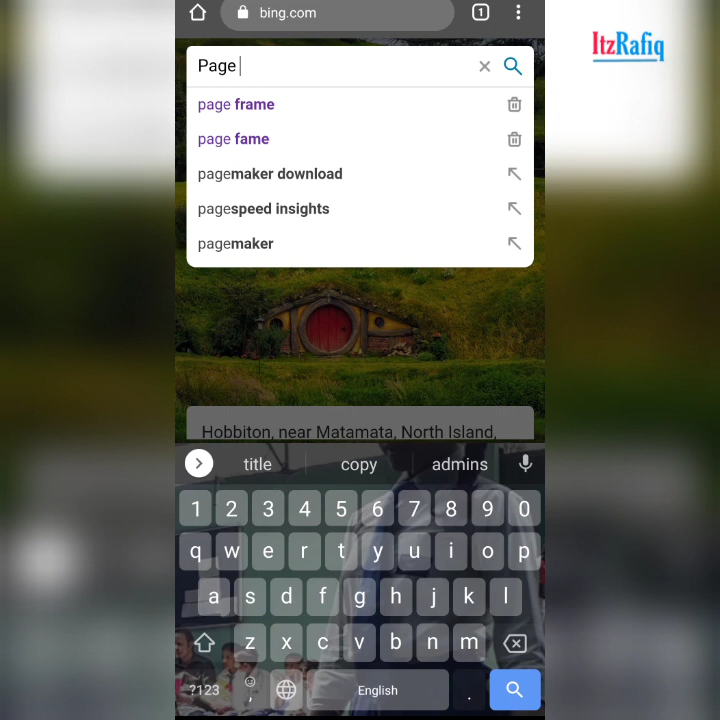 bing.com
1
ItzRafiq
Page
page frame
page fame
pagemaker download
pagespeed insights
pagemaker
Hobbiton, near Matamata, North Island,
title copy admins
1 2 3 4 5 6 7 8 9 0
q w e r t y u i o p
a s d f g h j k l
z x c v b n m
?123 , English .